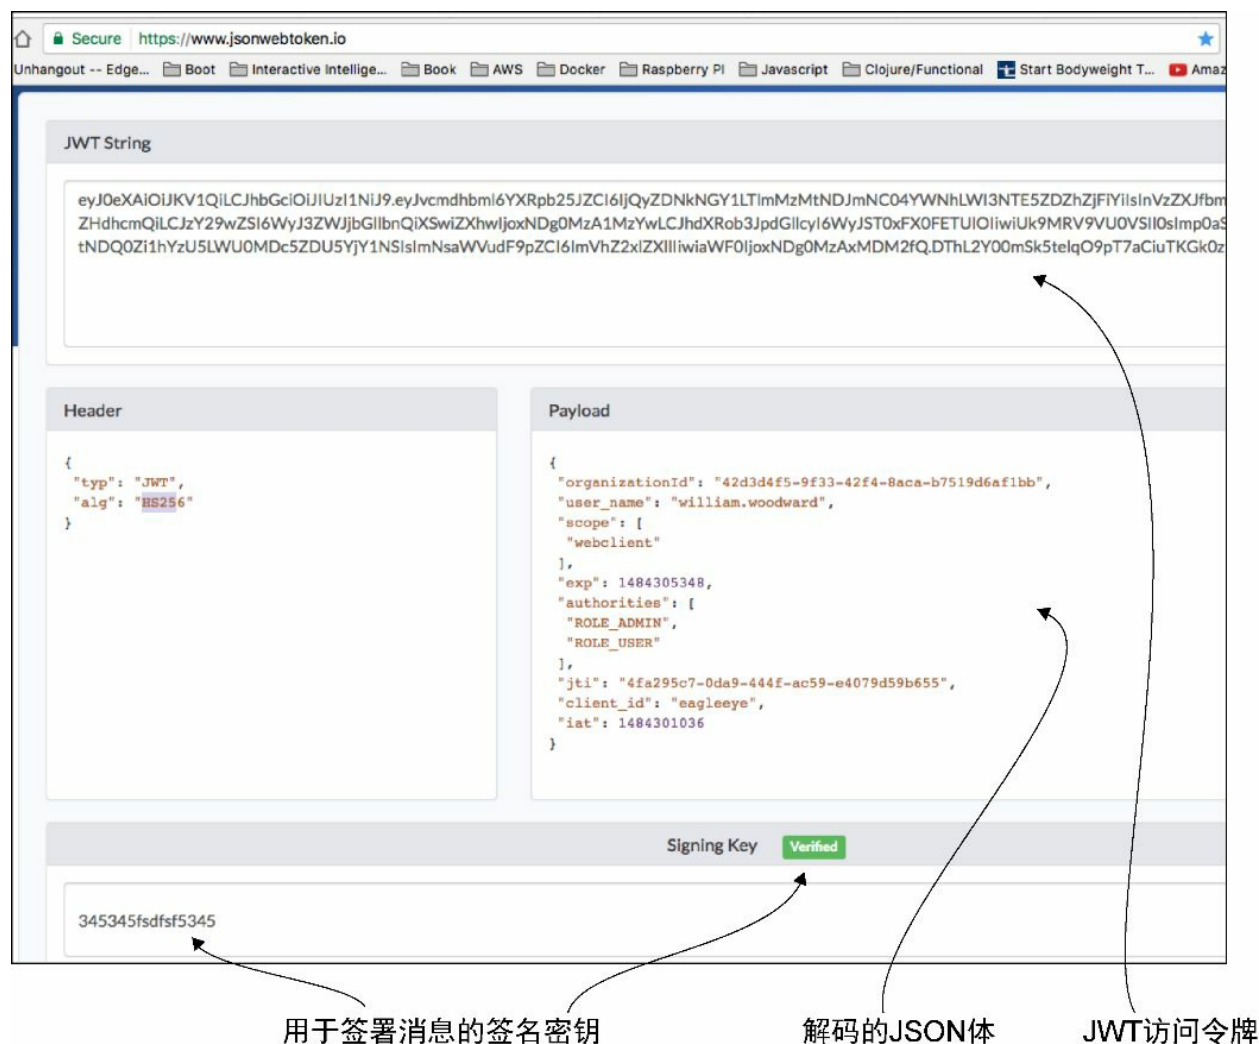 Secure https://www.jsonwebtoken.io
Unhangout -- Edge... Boot Interactive Intellige... Book AWS Docker Raspberry PI Javascript Clojure/Functional Start Bodyweight T... Amaz
JWT String
eyJ0eXAiOiJKV1QiLCJhbGciOiJIUzI1NiJ9.eyJvcmdhbml6YXRpb25JZCI6IjQyZDNkNGY1LTlmMzMtNDJmNC04YWNhLWI3NTE5ZDZhZjFiYiIsInVzZXJfbm
ZHdhcmQiLCJzY29wZSI6WyJ3ZWJjbGllbnQiXSwiZXhwIjoxNDg0MzA1MzYwLCJhdXRob3JpdGllcyI6WyJST0xFX0FETUlOIiwiUk9MRV9VU0VSIl0sImp0aS
tNDQ0Zi1hYzU5LWU0MDc5ZDU5YjY1NSIsImNsaWVudF9pZCI6ImVhZ2xlZXllIiwiaWF0IjoxNDg0MzAxMDM2fQ.DThL2Y00mSk5telqO9pT7aCiuTKGk0z
Header
Payload
{
"typ": "JWT",
"alg": "HS256"
}
{
"organizationId": "42d3d4f5-9f33-42f4-8aca-b7519d6af1bb",
"user_name": "william.woodward",
"scope": [
"webclient"
],
"exp": 1484305348,
"authorities": [
"ROLE_ADMIN",
"ROLE_USER"
],
"jti": "4fa295c7-0da9-444f-ac59-e4079d59b655",
"client_id": "eagleeye",
"iat": 1484301036
}
Signing Key Verified
345345fsdfsf5345
用于签署消息的签名密钥 解码的JSON体 JWT访问令牌